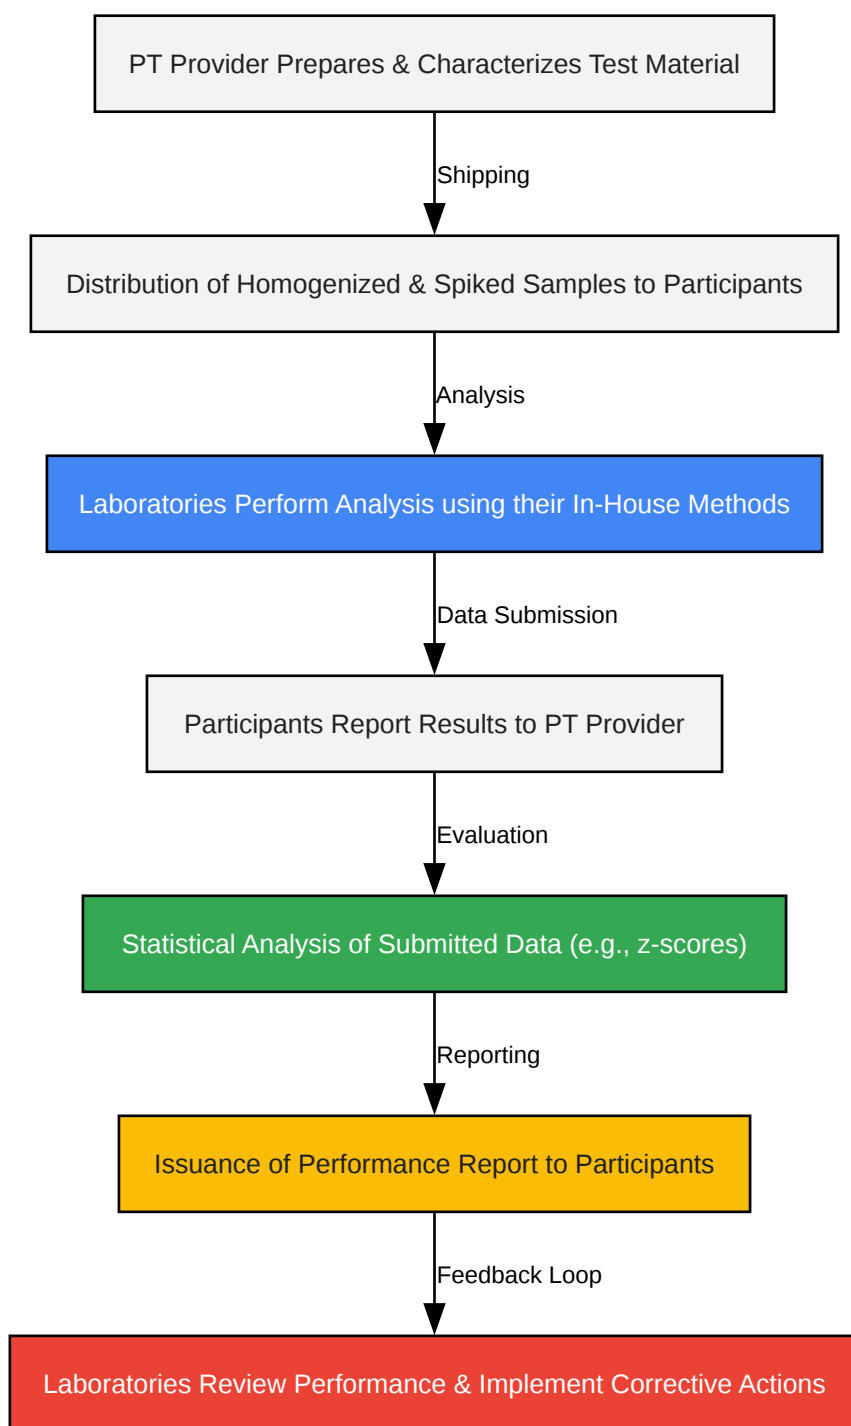 PT Provider Prepares & Characterizes Test Material
Shipping
Distribution of Homogenized & Spiked Samples to Participants
Analysis
Laboratories Perform Analysis using their In-House Methods
Data Submission
Participants Report Results to PT Provider
Evaluation
Statistical Analysis of Submitted Data (e.g., z-scores)
Reporting
Issuance of Performance Report to Participants
Feedback Loop
Laboratories Review Performance & Implement Corrective Actions